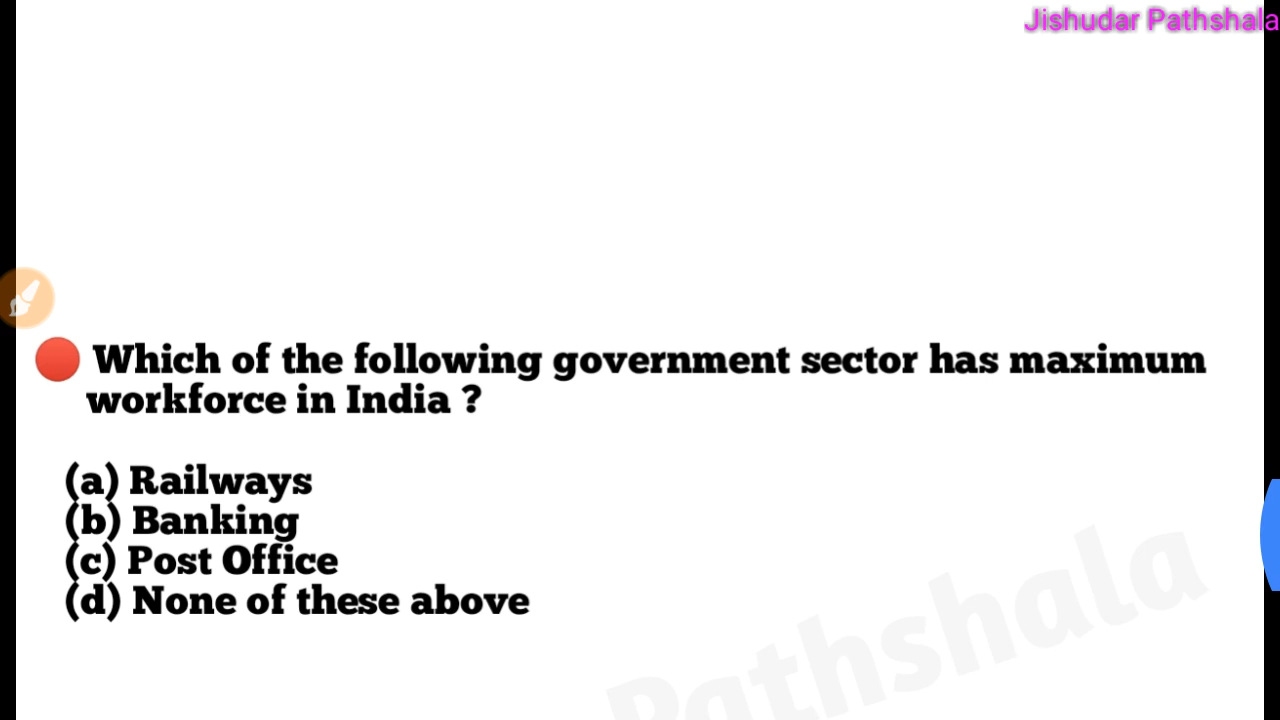 Jishudar Pathshala
Which of the following government sector has maximum
workforce in India ?
(a) Railways
(b) Banking
(c) Post Office
(d) None of these above
Pathshala